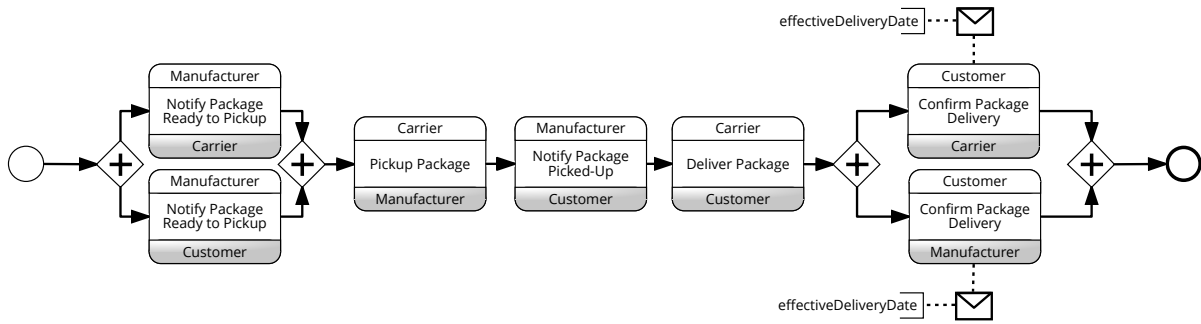 effectiveDeliveryDate
Manufacturer
Notify Package
Ready to Pickup
Carrier
Manufacturer
Notify Package
Ready to Pickup
Customer
Carrier
Pickup Package
Manufacturer
Manufacturer
Notify Package
Picked-Up
Customer
Carrier
Deliver Package
Customer
Customer
Confirm Package
Delivery
Carrier
Customer
Confirm Package
Delivery
Manufacturer
effectiveDeliveryDate